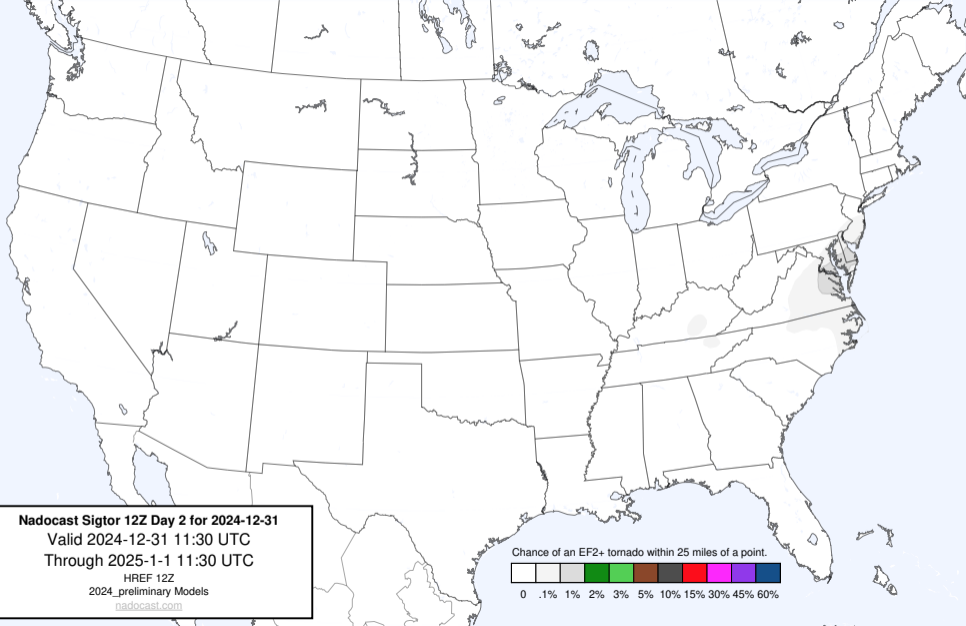 Nadocast Sigtor 12Z Day 2 for 2024-12-31
Valid 2024-12-31 11:30 UTC
Through 2025-1-1 11:30 UTC
HREF 12Z
2024_preliminary Models
nadocast.com
Chance of an EF2+ tornado within 25 miles of a point.
0 .1% 1% 2% 3% 5% 10% 15% 30% 45% 60%